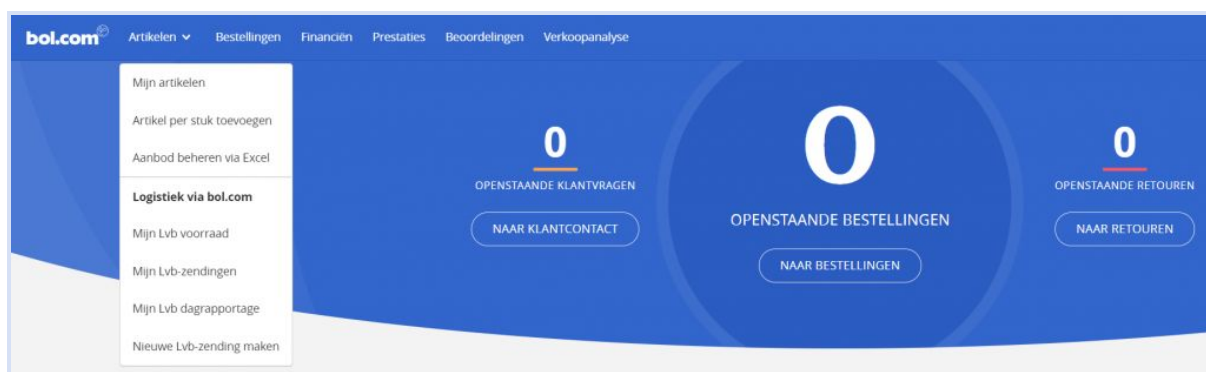 bol.com
Artikelen Bestellingen Financiën Prestaties Beoordelingen Verkoopanalyse
Mijn artikelen
Artikel per stuk toevoegen
Aanbod beheren via Excel
Logistiek via bol.com
Mijn Lvb voorraad
Mijn Lvb-zendingen
Mijn Lvb dagrapportage
Nieuwe Lvb-zending maken
0
OPENSTAANDE KLANTVRAGEN
NAAR KLANTCONTACT
0
OPENSTAANDE BESTELLINGEN
NAAR BESTELLINGEN
0
OPENSTAANDE RETOUREN
NAAR RETOUREN